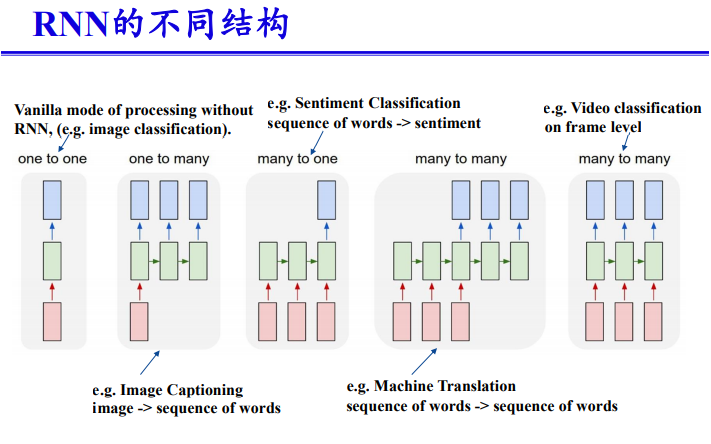 RNN的不同结构
Vanilla mode of processing without
RNN, (e.g. image classification).
e.g. Sentiment Classification
sequence of words -> sentiment
e.g. Video classification
on frame level
one to one
one to many
many to one
many to many
many to many
e.g. Image Captioning
image -> sequence of words
e.g. Machine Translation
sequence of words -> sequence of words